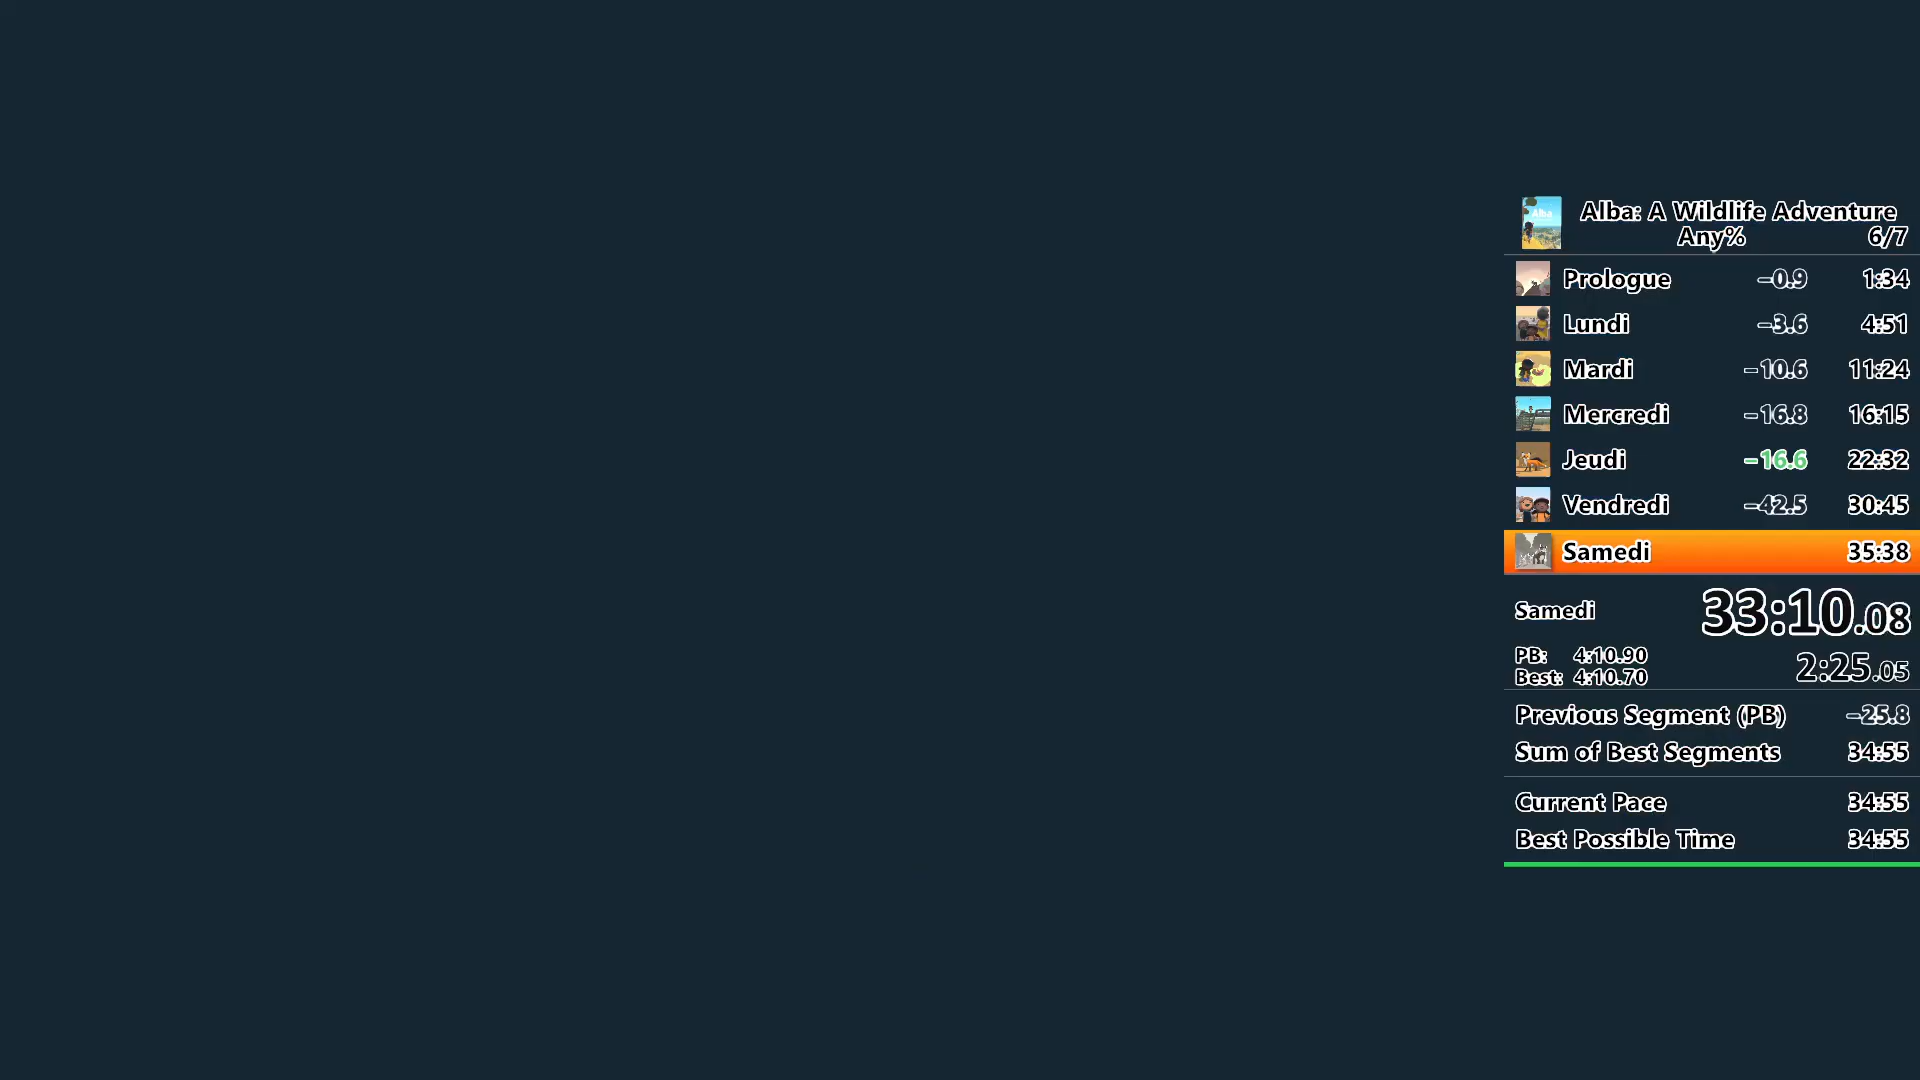 Alba: A Wildlife Adventure
Any% 6/7
Prologue −0.9 1:34
Lundi −3.6 4:51
Mardi −10.6 11:24
Mercredi −16.8 16:15
Jeudi −16.6 22:32
Vendredi −42.5 30:45
Samedi 35:38
Samedi 33:10.08
PB: 4:10.90
Best: 4:10.70 2:25.05
Previous Segment (PB) −25.8
Sum of Best Segments 34:55
Current Pace 34:55
Best Possible Time 34:55